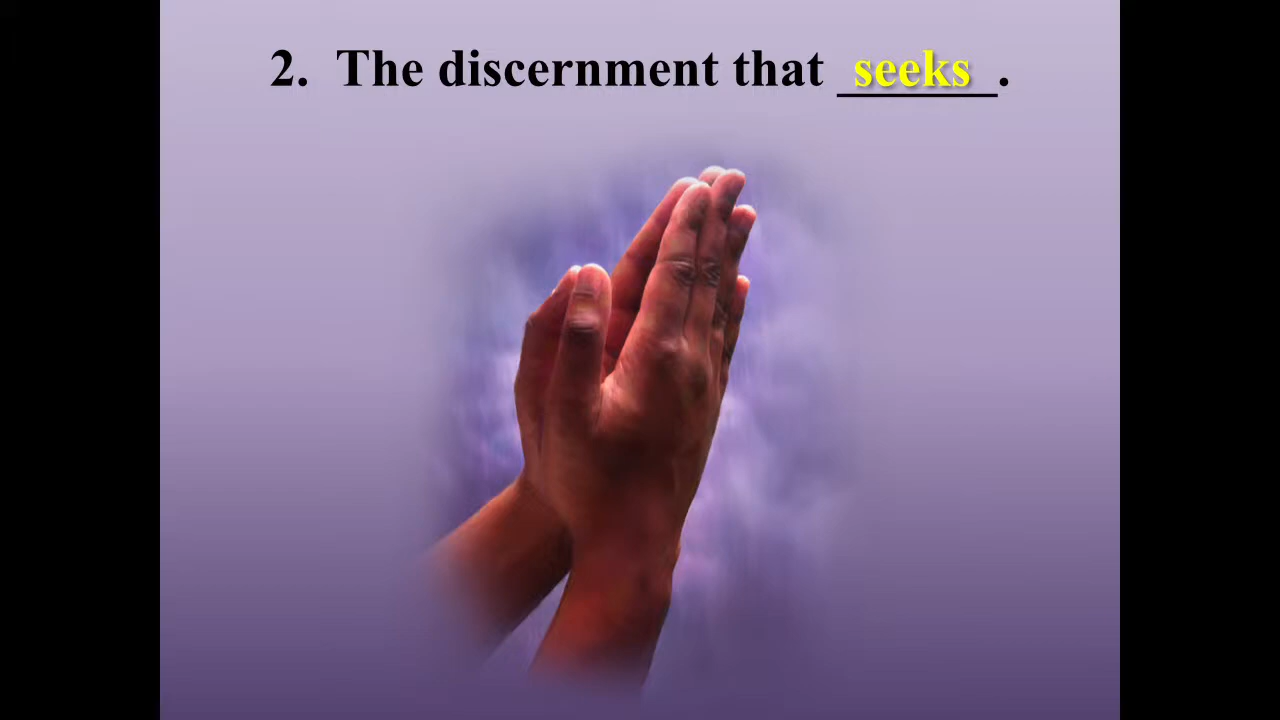 2. The discernment that seeks.